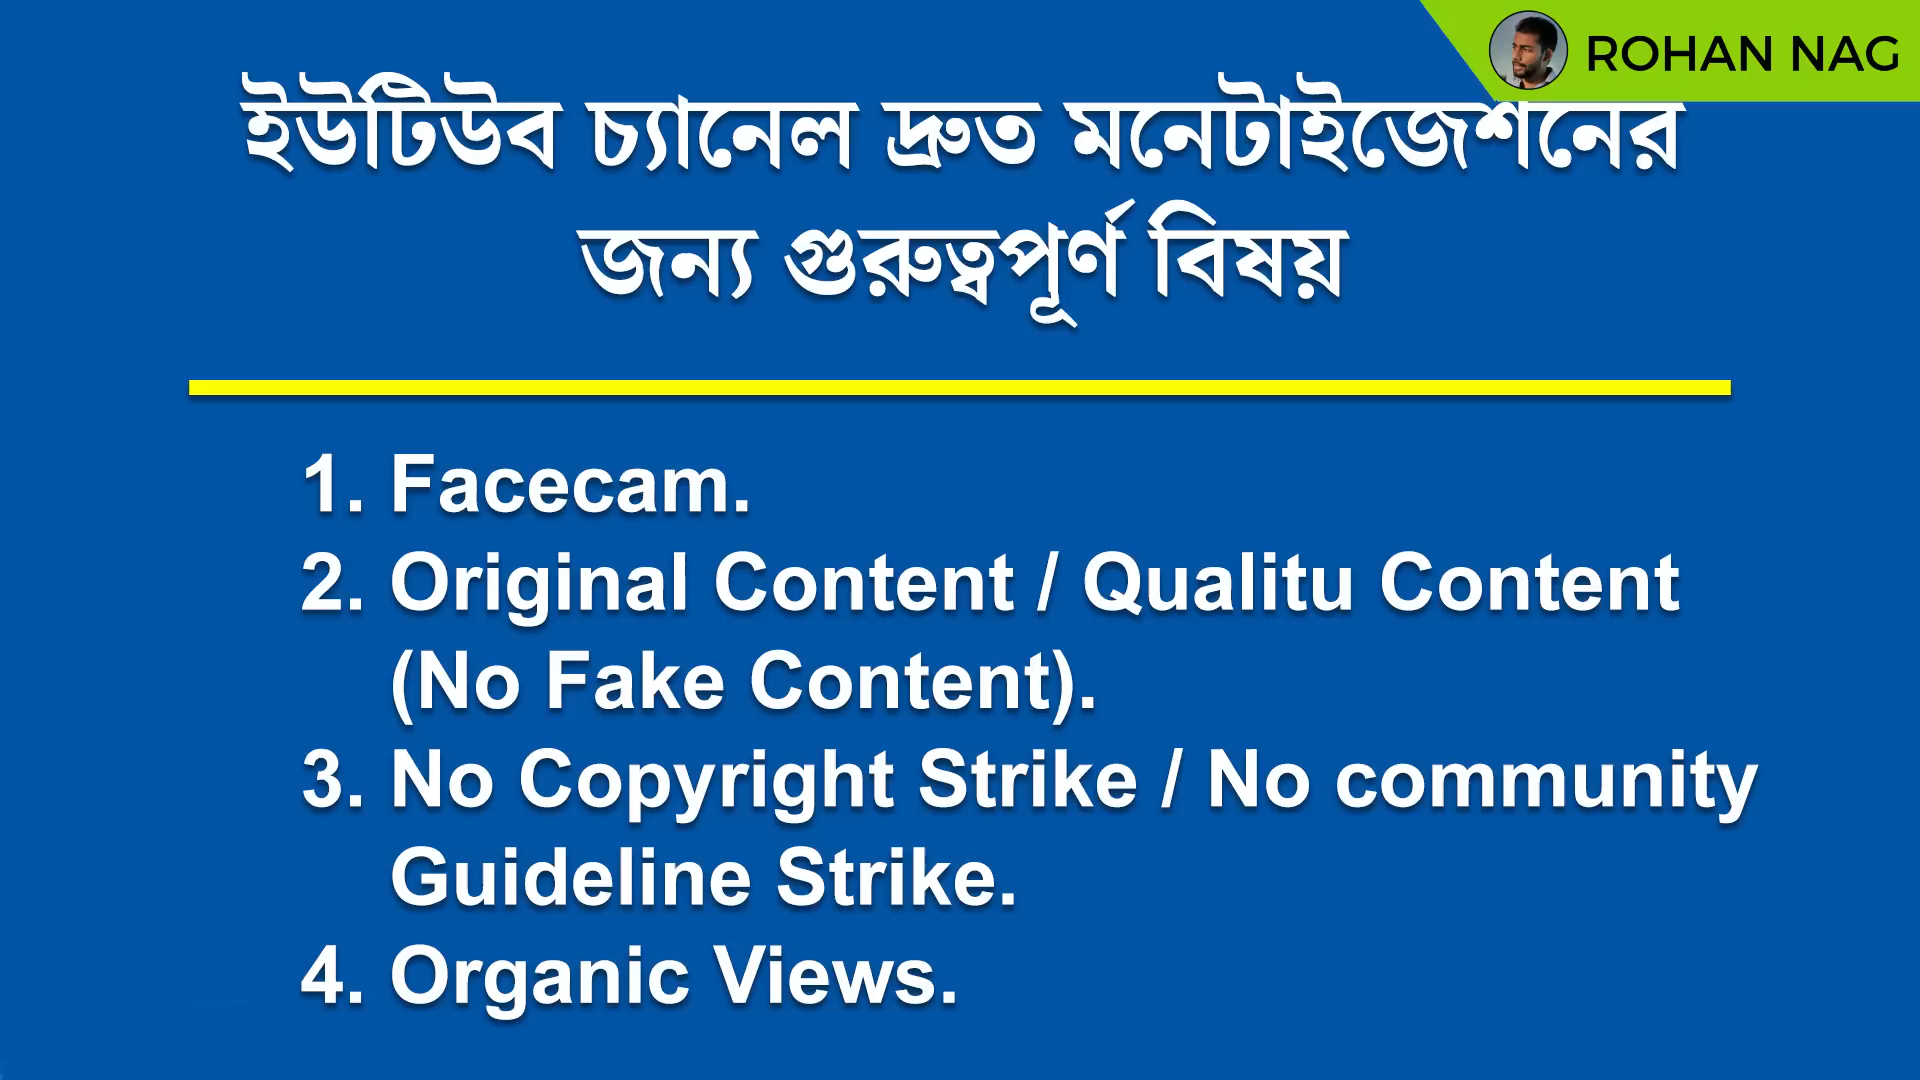 ROHAN NAG
ইউটিউব চ্যানেল দ্রুত মনেটাইজেশনের
জন্য গুরুত্বপূর্ণ বিষয়
1. Facecam.
2. Original Content / Qualitu Content
(No Fake Content).
3. No Copyright Strike / No community
Guideline Strike.
4. Organic Views.